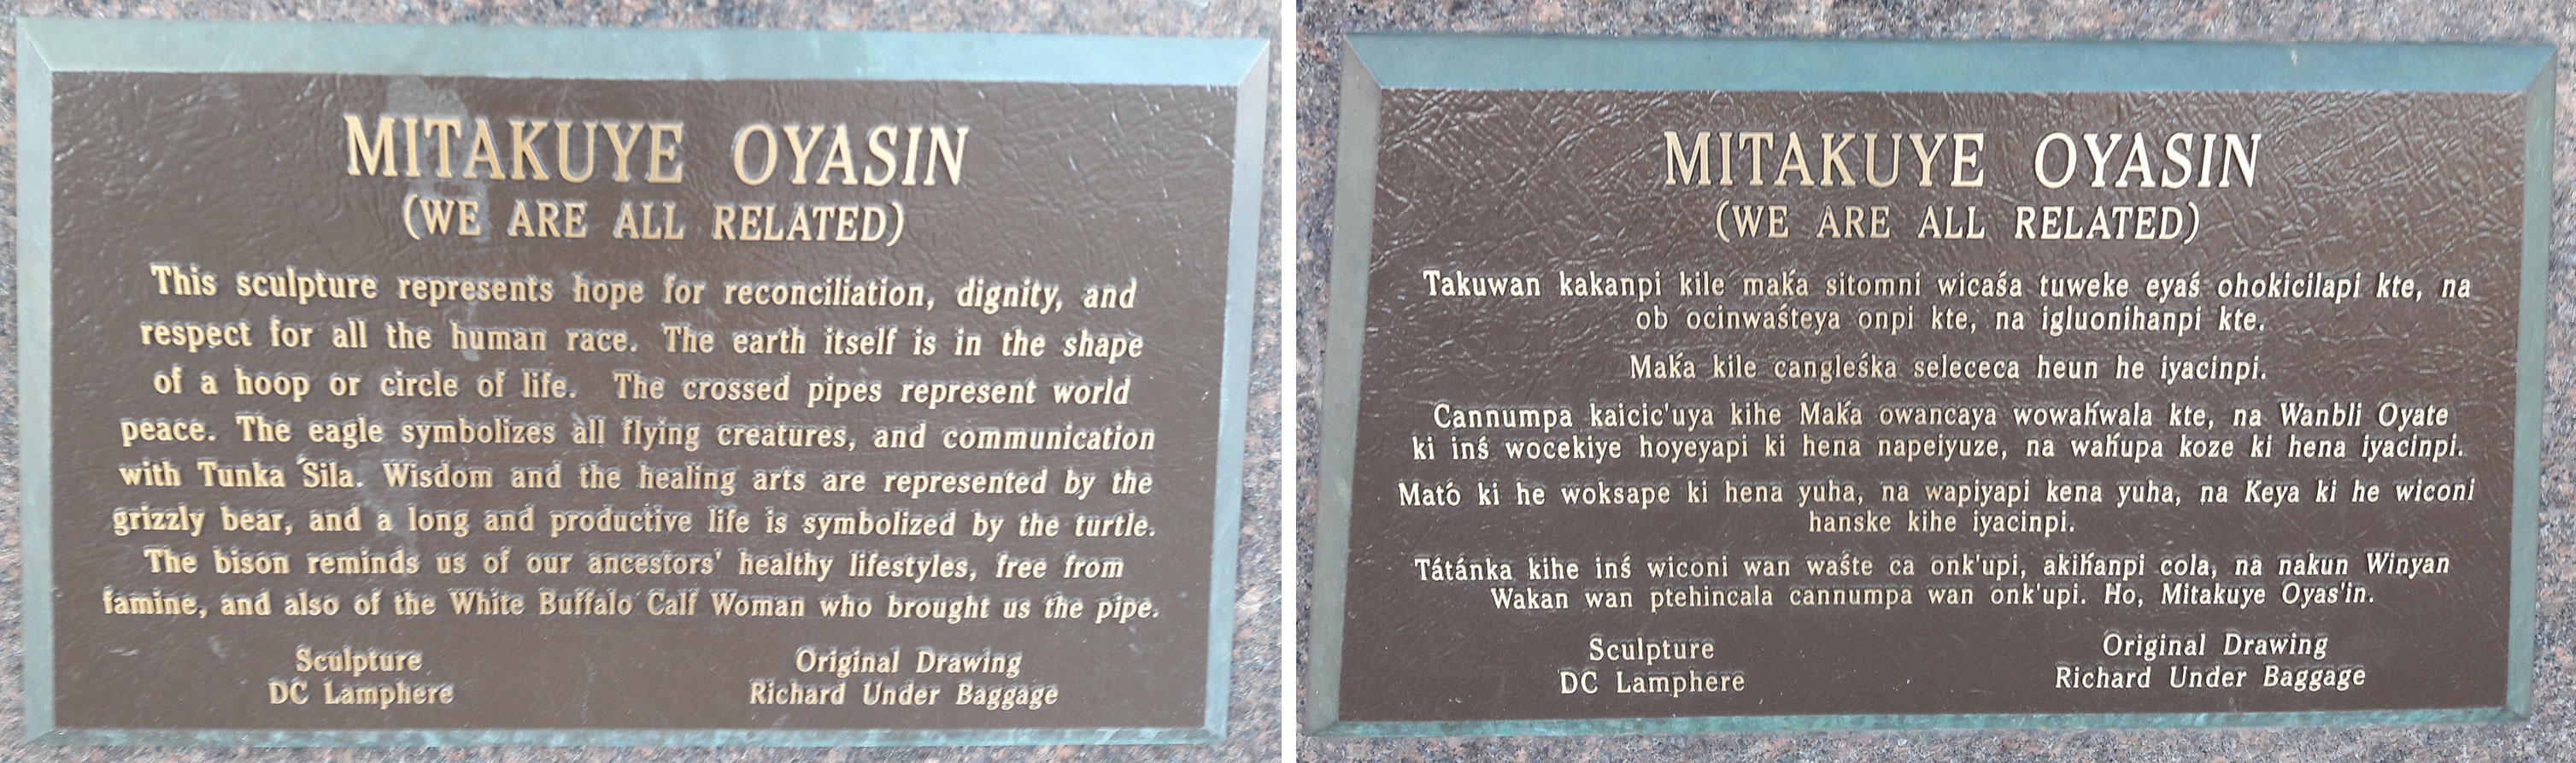 MITAKUYE OYASIN
(WE ARE ALL RELATED)
This sculpture represents hope for reconciliation, dignity, and
respect for all the human race. The earth itself is in the shape
of a hoop or circle of life. The crossed pipes represent world
peace. The eagle symbolizes all flying creatures, and communication
with Tunka Śila. Wisdom and the healing arts are represented by the
grizzly bear, and a long and productive life is symbolized by the turtle.
The bison reminds us of our ancestors' healthy lifestyles, free from
famine, and also of the White Buffalo Calf Woman who brought us the pipe.
Sculpture
DC Lamphere
Original Drawing
Richard Under Baggage
MITAKUYE OYASIN
(WE ARE ALL RELATED)
Takuwan kakanpi kile maḱa sitomni wicaśa tuweke eyaś ohokicilapi kte, na
ob ocinwaśteya onpi kte, na igluonihanpi kte.
Maḱa kile cangleśka selececa heun he iyacinpi.
Cannumpa kaicic'uya kihe Maḱa owancaya wowah́wala kte, na Wanbli Oyate
ki inś wocekiye hoyeyapi ki hena napeiyuze, na wah́upa koze ki hena iyacinpi.
Mató ki he woksape ki hena yuha, na wapiyapi kena yuha, na Keya ki he wiconi
hanske kihe iyacinpi.
Tátánka kihe inś wiconi wan waśte ca onk'upi, akih́anpi cola, na nakun Winyan
Wakan wan ptehincala cannumpa wan onk'upi. Ho, Mitakuye Oyas'in.
Sculpture
DC Lamphere
Original Drawing
Richard Under Baggage